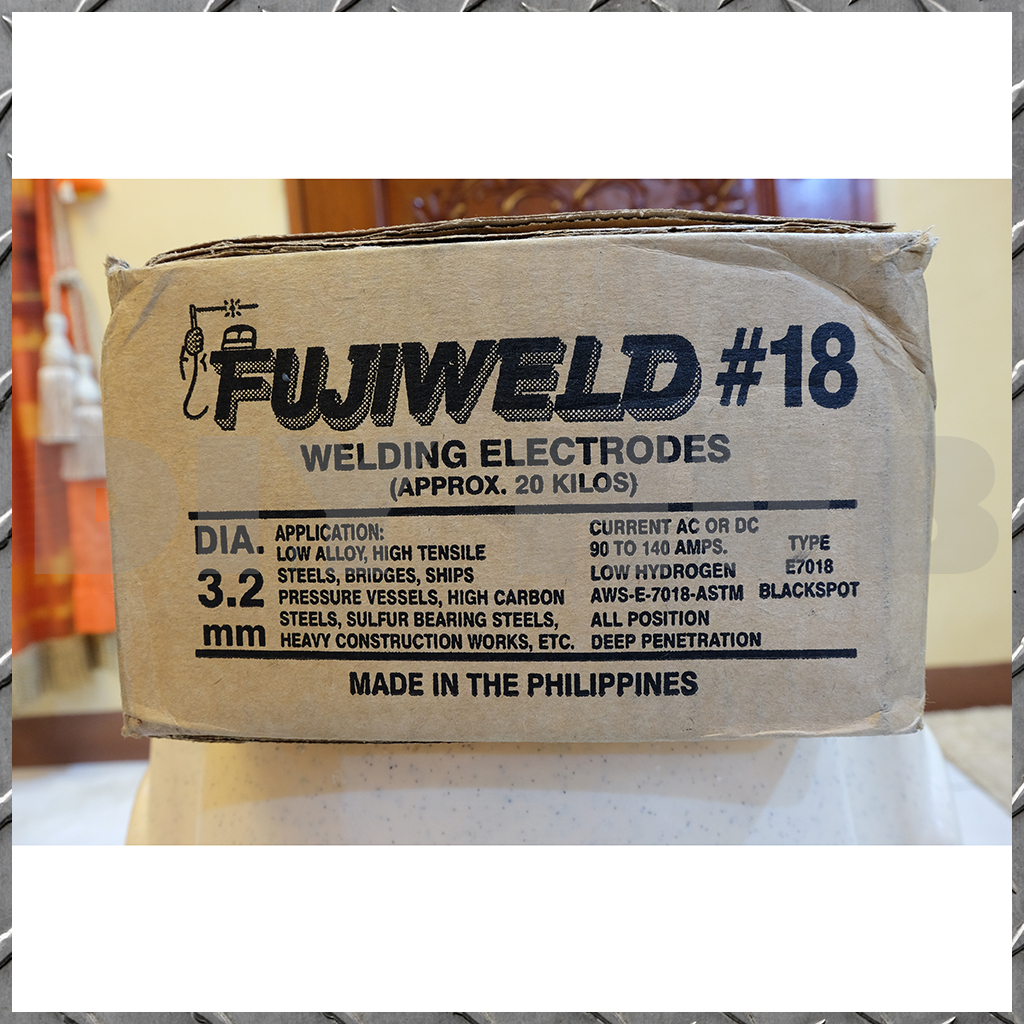 FUJIWELD #18
WELDING ELECTRODES
(APPROX. 20 KILOS)
DIA.
3.2
mm
APPLICATION:
LOW ALLOY, HIGH TENSILE
STEELS, BRIDGES, SHIPS
PRESSURE VESSELS, HIGH CARBON
STEELS, SULFUR BEARING STEELS,
HEAVY CONSTRUCTION WORKS, ETC.
CURRENT AC OR DC
90 TO 140 AMPS.
LOW HYDROGEN
AWS-E-7018-ASTM
ALL POSITION
DEEP PENETRATION
TYPE
E7018
BLACKSPOT
MADE IN THE PHILIPPINES